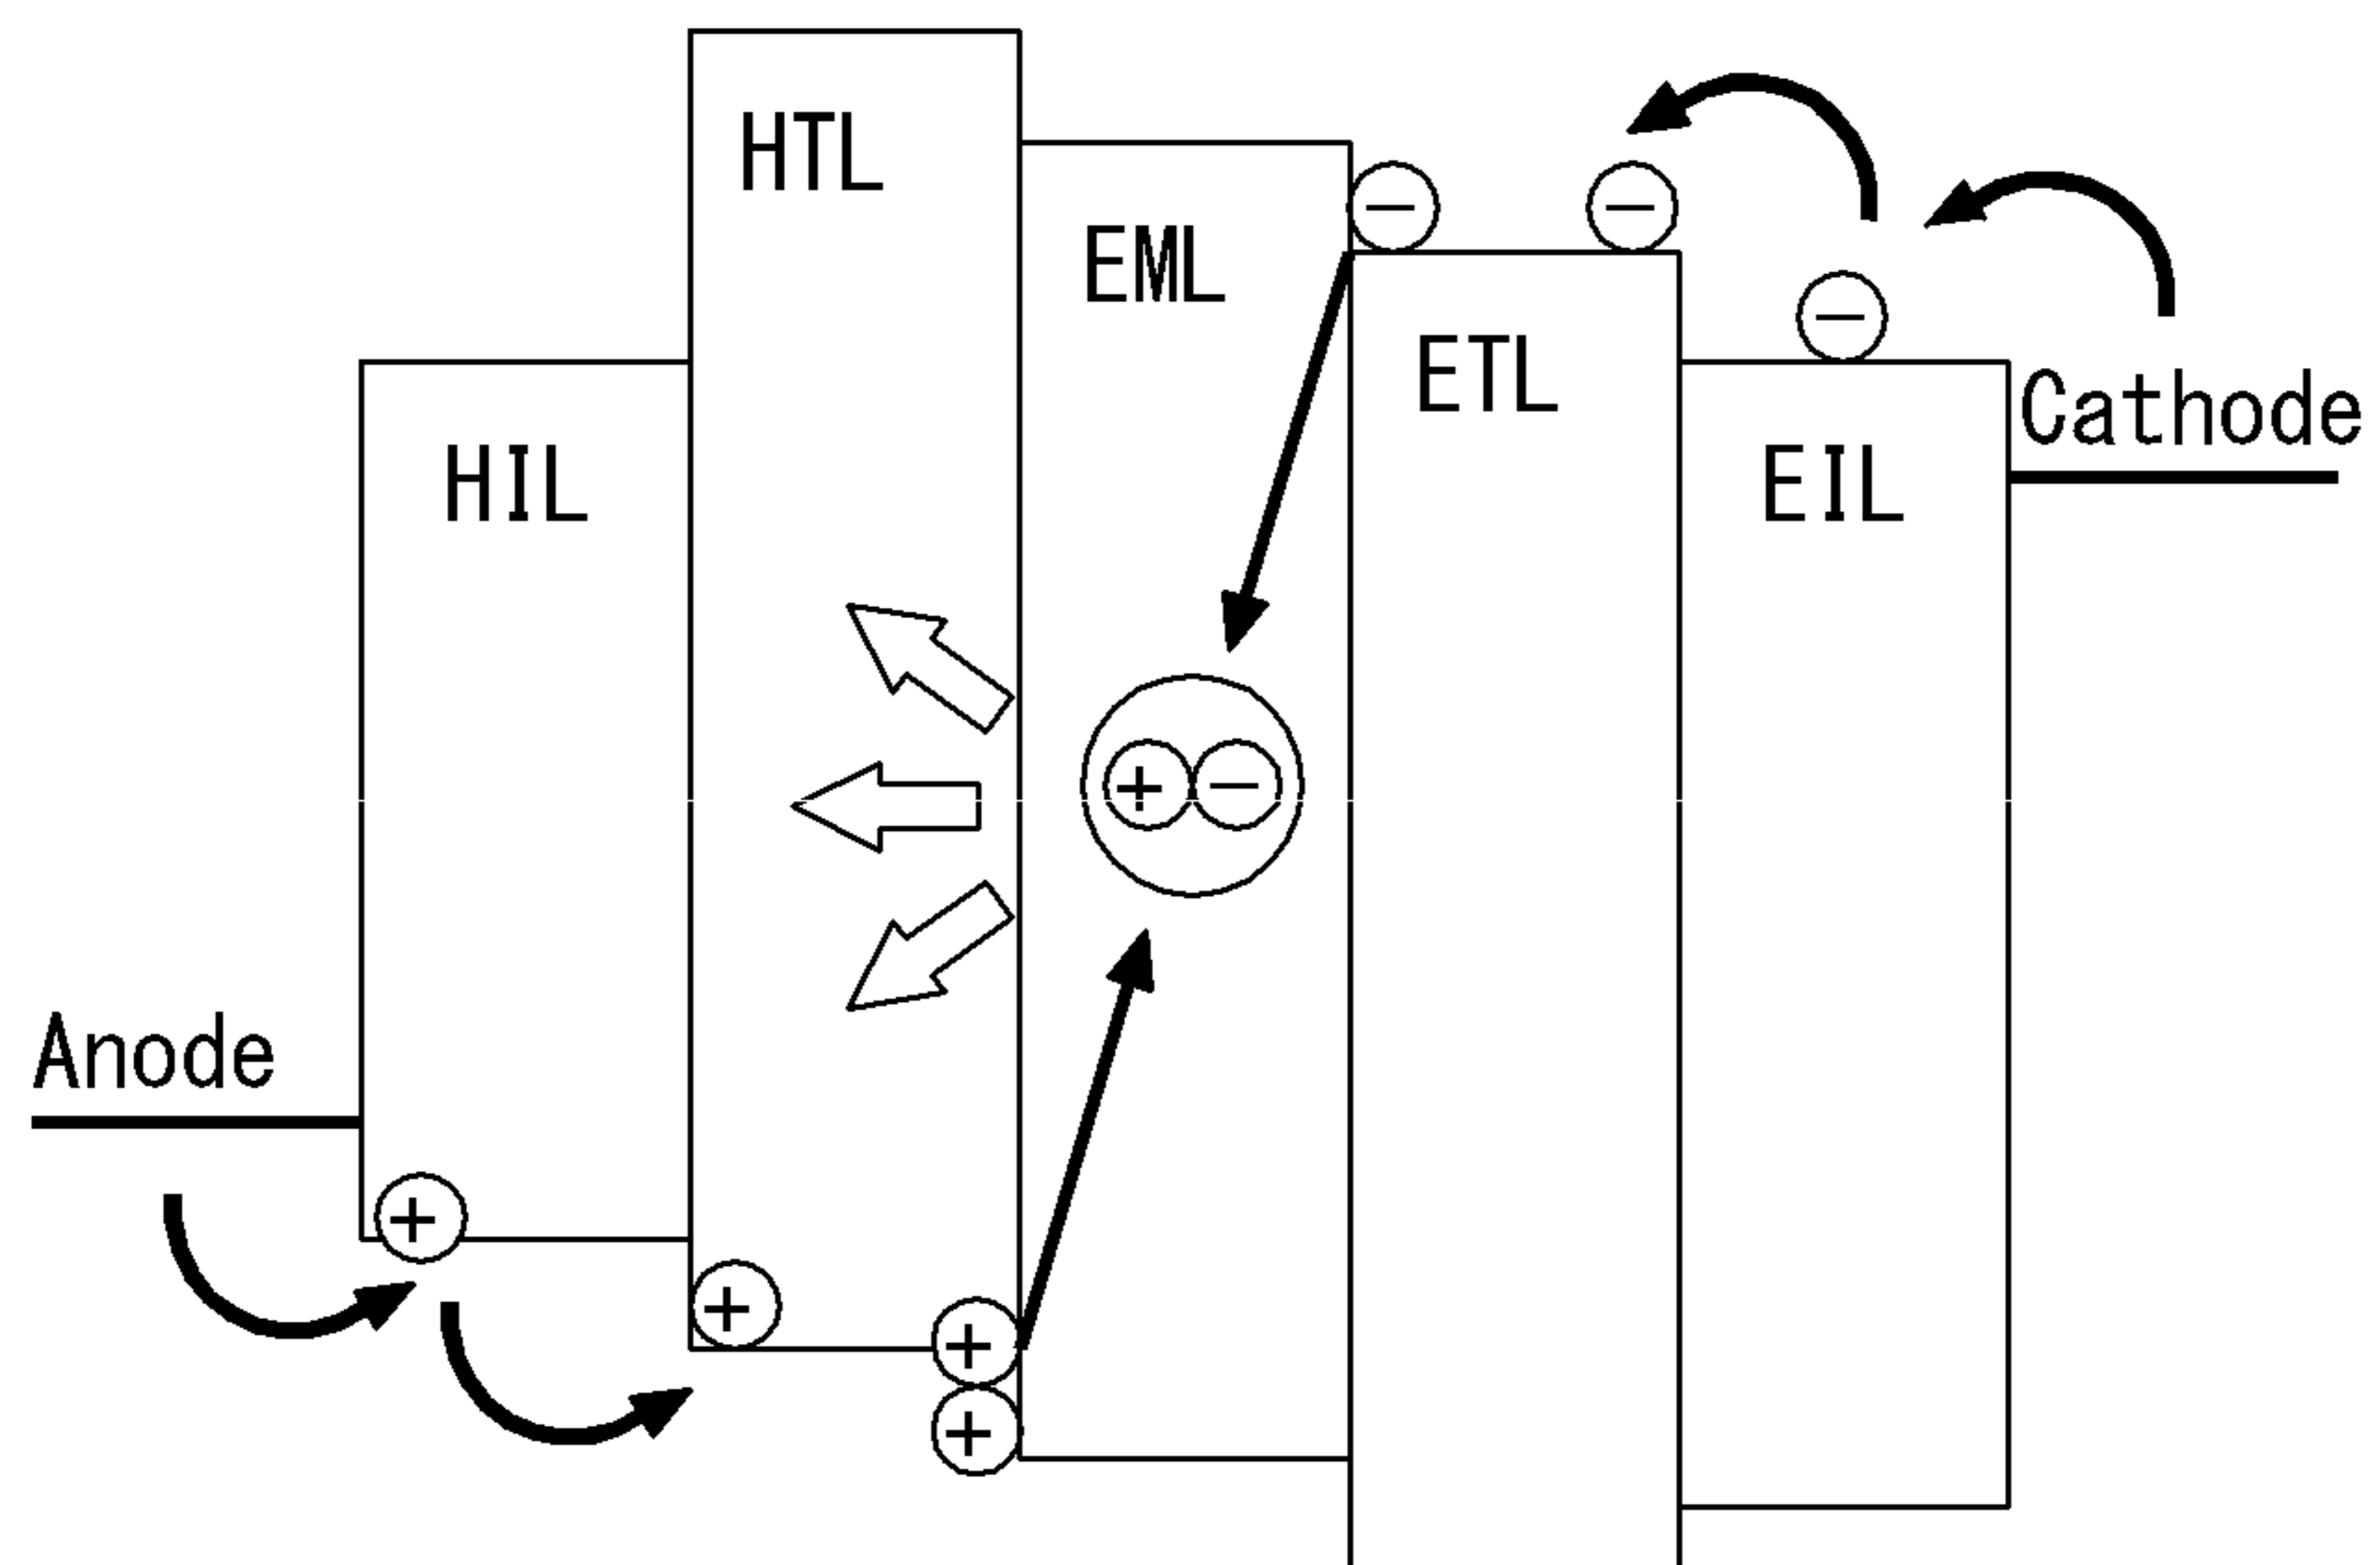 HTL
EML
ETL
Cathode
HIL
EIL
Anode
−
−
−
+
−
+
+
+
+